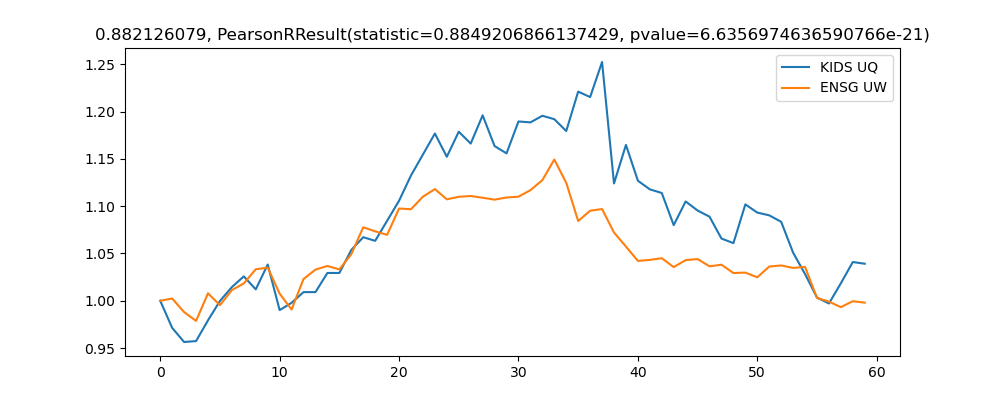 0.882126079, PearsonRResult(statistic=0.8849206866137429, pvalue=6.6356974636590766e-21)
KIDS UQ
ENSG UW
1.25
1.20
1.15
1.10
1.05
1.00
0.95
0 10 20 30 40 50 60